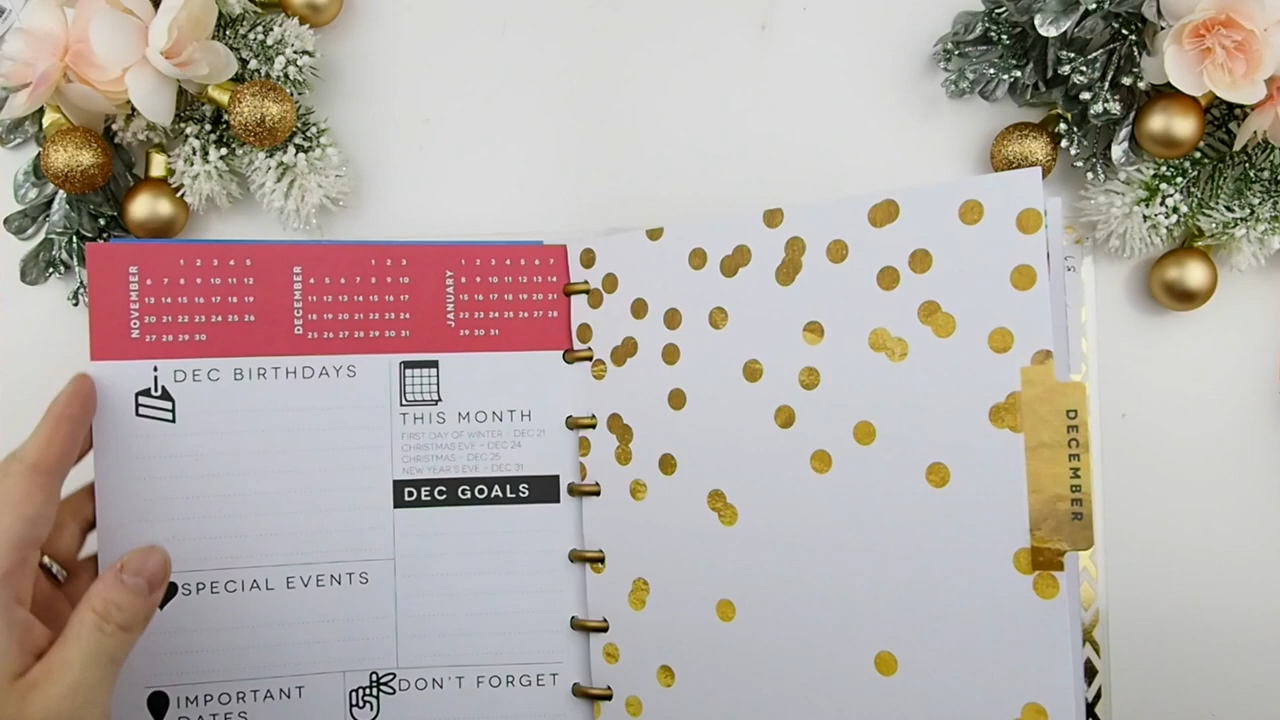 NOVEMBER
1 2 3 4 5
6 7 8 9 10 11 12
13 14 15 16 17 18 19
20 21 22 23 24 25 26
27 28 29 30
DECEMBER
1 2 3
4 5 6 7 8 9 10
11 12 13 14 15 16 17
18 19 20 21 22 23 24
25 26 27 28 29 30 31
JANUARY
1 2 3 4 5 6 7
8 9 10 11 12 13 14
15 16 17 18 19 20 21
22 23 24 25 26 27 28
29 30 31
DEC BIRTHDAYS
THIS MONTH
FIRST DAY OF WINTER - DEC 21
CHRISTMAS EVE - DEC 24
CHRISTMAS - DEC 25
NEW YEAR'S EVE - DEC 31
DEC GOALS
SPECIAL EVENTS
IMPORTANT
DATES
DON'T FORGET
DECEMBER